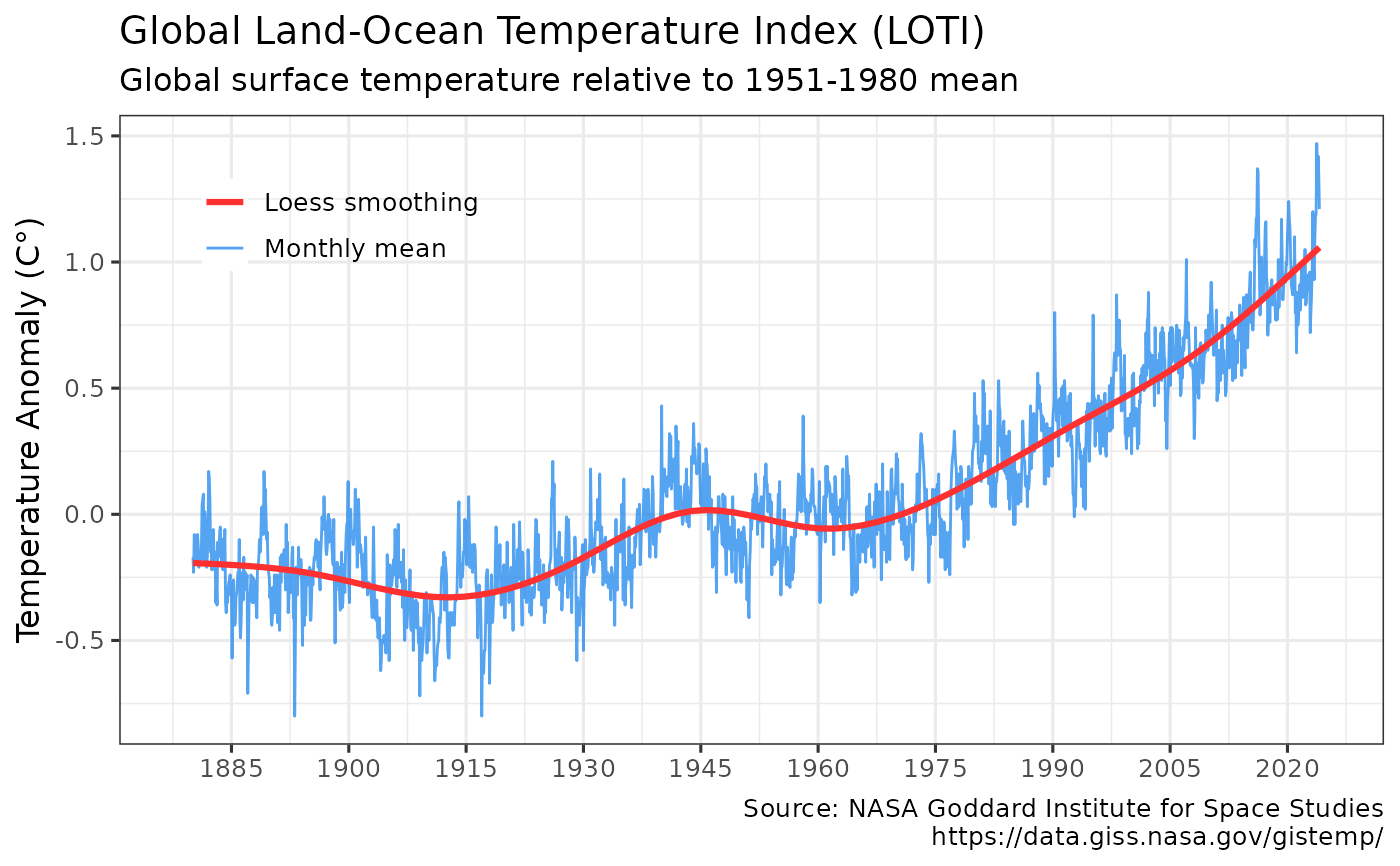 Global Land-Ocean Temperature Index (LOTI)
Global surface temperature relative to 1951-1980 mean
Temperature Anomaly (C°)
1.5
1.0
0.5
0.0
-0.5
Loess smoothing
Monthly mean
1885 1900 1915 1930 1945 1960 1975 1990 2005 2020
Source: NASA Goddard Institute for Space Studies
https://data.giss.nasa.gov/gistemp/